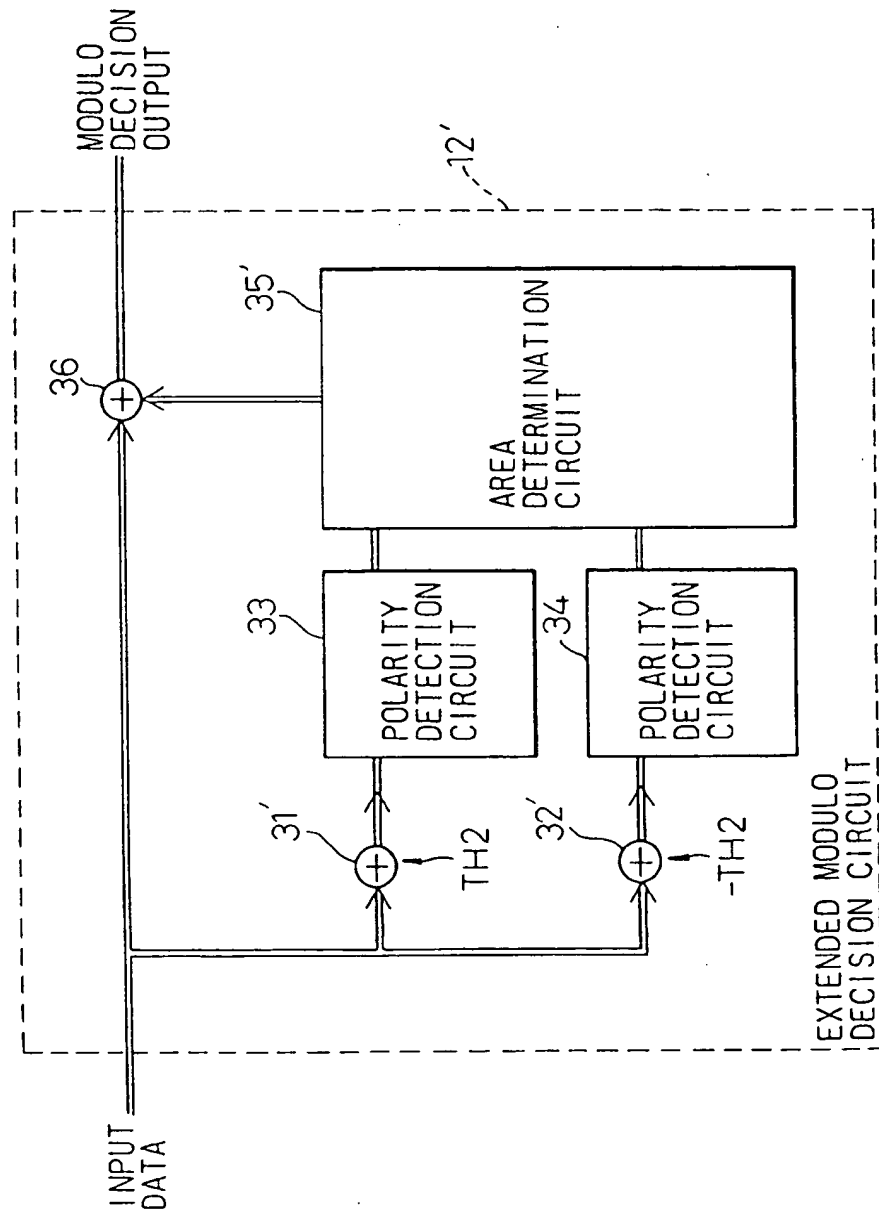 INPUT
DATA
MODULO
DECISION
OUTPUT
36
12'
35'
AREA
DETERMINATION
CIRCUIT
33
POLARITY
DETECTION
CIRCUIT
34
POLARITY
DETECTION
CIRCUIT
31'
TH2
32'
-TH2
EXTENDED MODULO
DECISION CIRCUIT